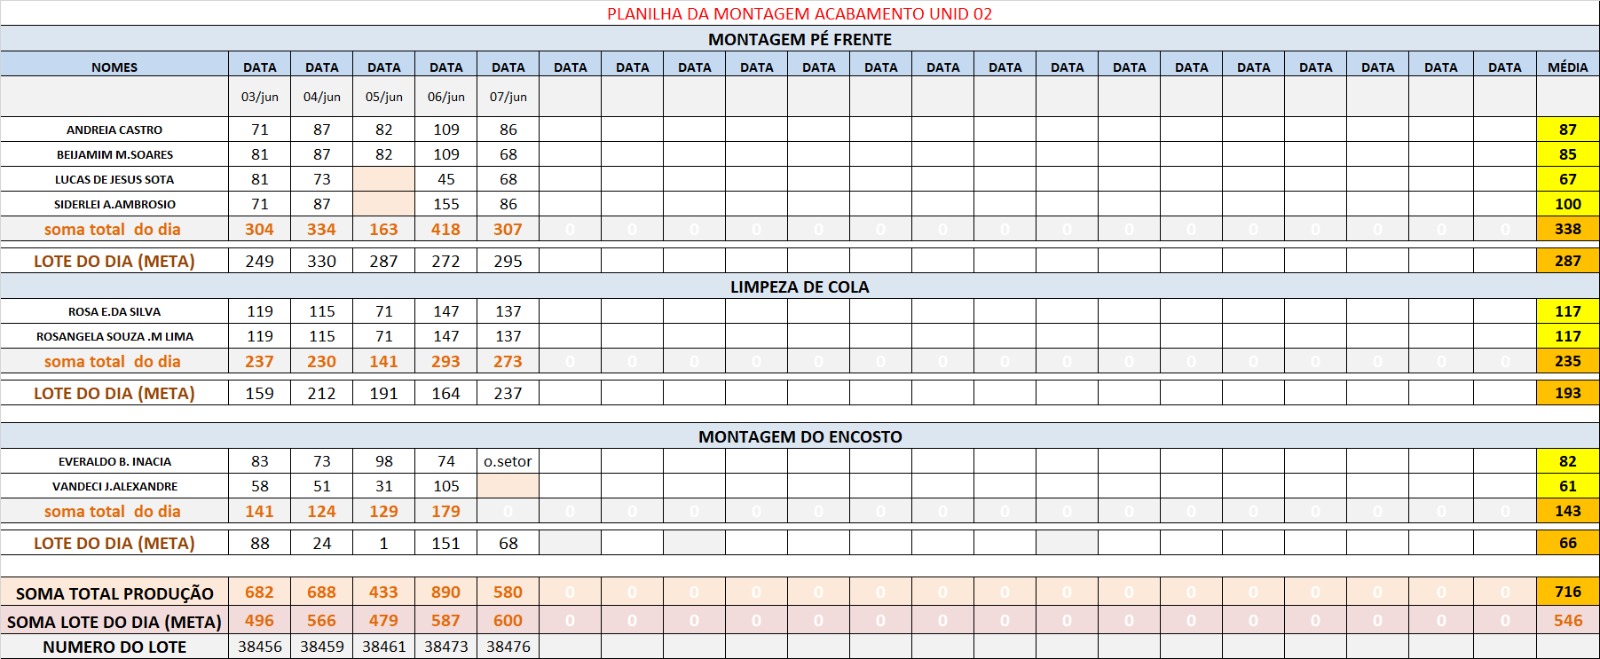 PLANILHA DA MONTAGEM ACABAMENTO UNID 02
MONTAGEM PÉ FRENTE
NOMES DATA DATA DATA DATA DATA DATA DATA DATA DATA DATA DATA DATA DATA DATA DATA DATA DATA DATA DATA DATA DATA MÉDIA
03/jun 04/jun 05/jun 06/jun 07/jun
ANDREIA CASTRO 71 87 82 109 86 87
BEIJAMIM M.SOARES 81 87 82 109 68 85
LUCAS DE JESUS SOTA 81 73 45 68 67
SIDERLEI A.AMBROSIO 71 87 155 86 100
soma total do dia 304 334 163 418 307 0 0 0 0 0 0 0 0 0 0 0 0 0 0 0 0 338
LOTE DO DIA (META) 249 330 287 272 295 287
LIMPEZA DE COLA
ROSA E.DA SILVA 119 115 71 147 137 117
ROSANGELA SOUZA .M LIMA 119 115 71 147 137 117
soma total do dia 237 230 141 293 273 0 0 0 0 0 0 0 0 0 0 0 0 0 0 0 0 235
LOTE DO DIA (META) 159 212 191 164 237 193
MONTAGEM DO ENCOSTO
EVERALDO B. INACIA 83 73 98 74 o.setor 82
VANDECI J.ALEXANDRE 58 51 31 105 61
soma total do dia 141 124 129 179 0 0 0 0 0 0 0 0 0 0 0 0 0 0 0 0 0 143
LOTE DO DIA (META) 88 24 1 151 68 66
SOMA TOTAL PRODUÇÃO 682 688 433 890 580 0 0 0 0 0 0 0 0 0 0 0 0 0 0 0 0 716
SOMA LOTE DO DIA (META) 496 566 479 587 600 0 0 0 0 0 0 0 0 0 0 0 0 0 0 0 0 546
NUMERO DO LOTE 38456 38459 38461 38473 38476